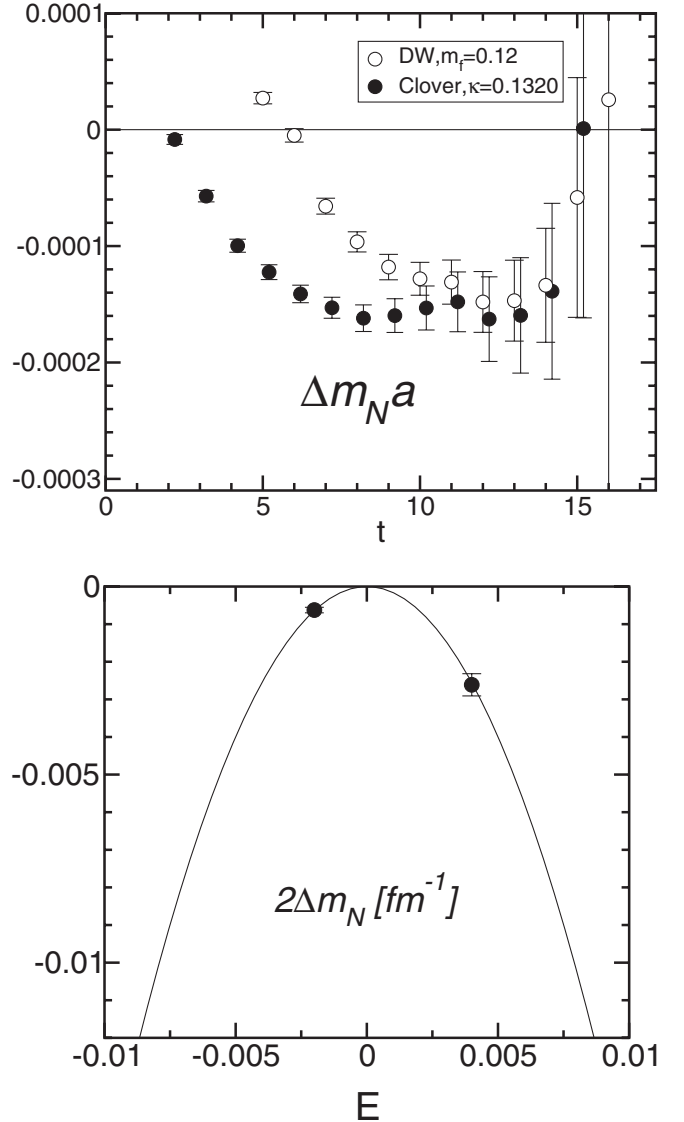 0.0001
DW,m_f=0.12
Clover,κ=0.1320
0
-0.0001
-0.0002
Δm_N a
-0.0003
0 5 10 15
t
0
-0.005
2Δm_N [fm^-1]
-0.01
-0.01 -0.005 0 0.005 0.01
E